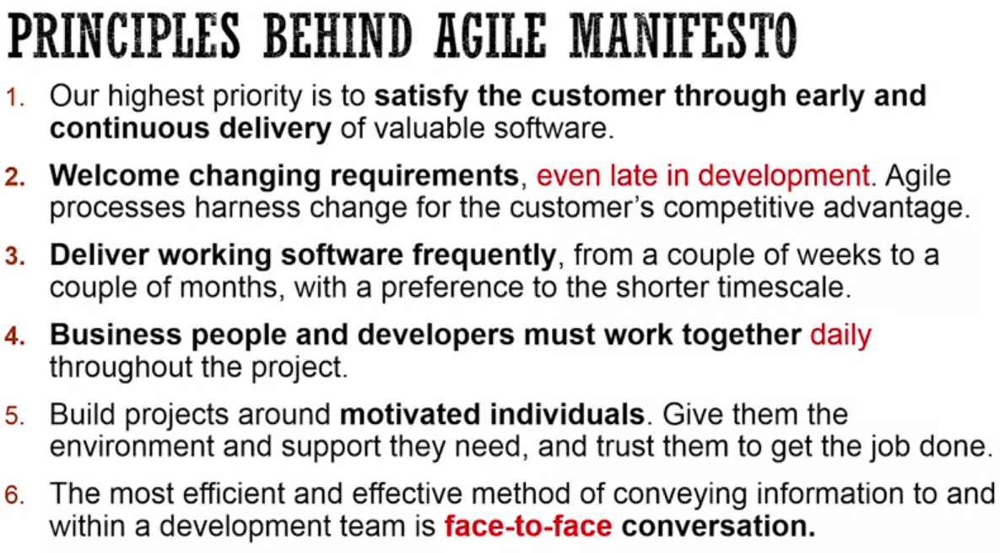 PRINCIPLES BEHIND AGILE MANIFESTO
1. Our highest priority is to satisfy the customer through early and
continuous delivery of valuable software.
2. Welcome changing requirements, even late in development. Agile
processes harness change for the customer’s competitive advantage.
3. Deliver working software frequently, from a couple of weeks to a
couple of months, with a preference to the shorter timescale.
4. Business people and developers must work together daily
throughout the project.
5. Build projects around motivated individuals. Give them the
environment and support they need, and trust them to get the job done.
6. The most efficient and effective method of conveying information to and
within a development team is face-to-face conversation.